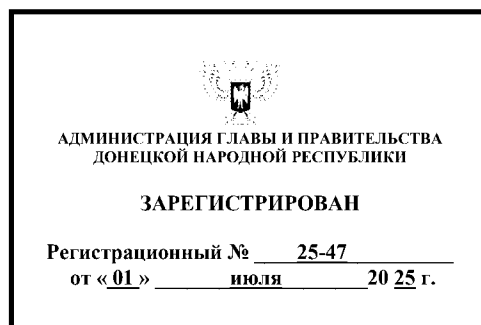 АДМИНИСТРАЦИЯ ГЛАВЫ И ПРАВИТЕЛЬСТВА
ДОНЕЦКОЙ НАРОДНОЙ РЕСПУБЛИКИ
ЗАРЕГИСТРИРОВАН
Регистрационный № 25-47
от « 01 » июля 20 25 г.